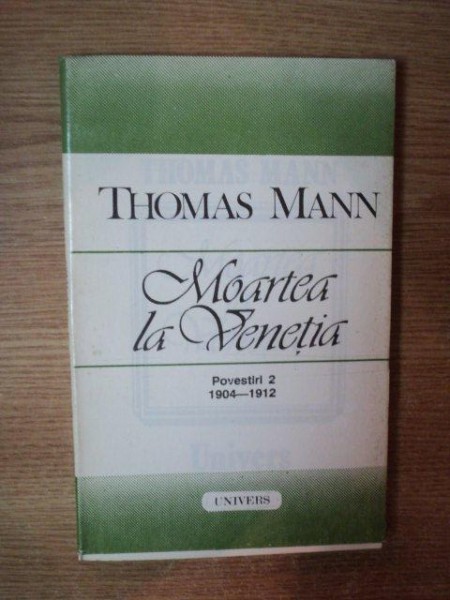 THOMAS MANN
Moartea
la Veneția
Povestiri 2
1904—1912
UNIVERS